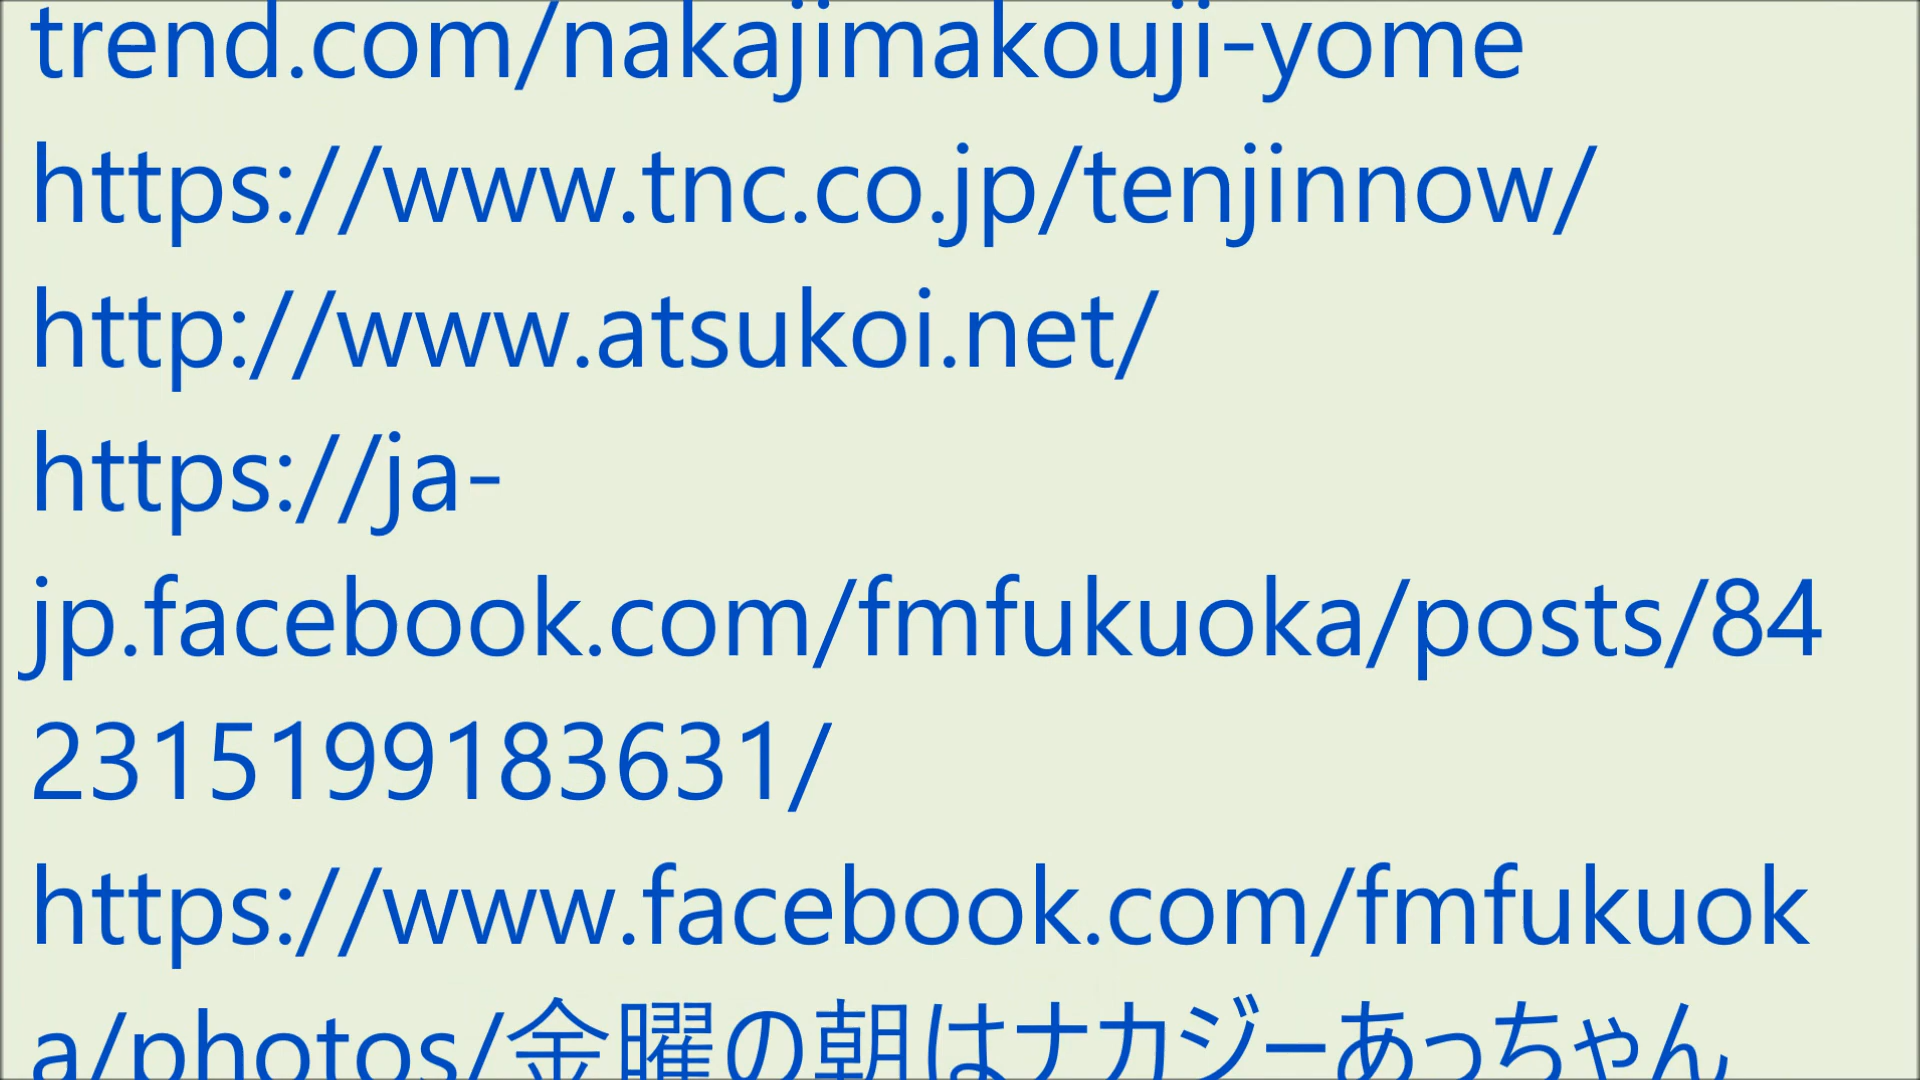 trend.com/nakajimakouji-yome
https://www.tnc.co.jp/tenjinnow/
http://www.atsukoi.net/
https://ja-
jp.facebook.com/fmfukuoka/posts/84
2315199183631/
https://www.facebook.com/fmfukuok
a/photos/金曜の朝はナカジーあっちゃん